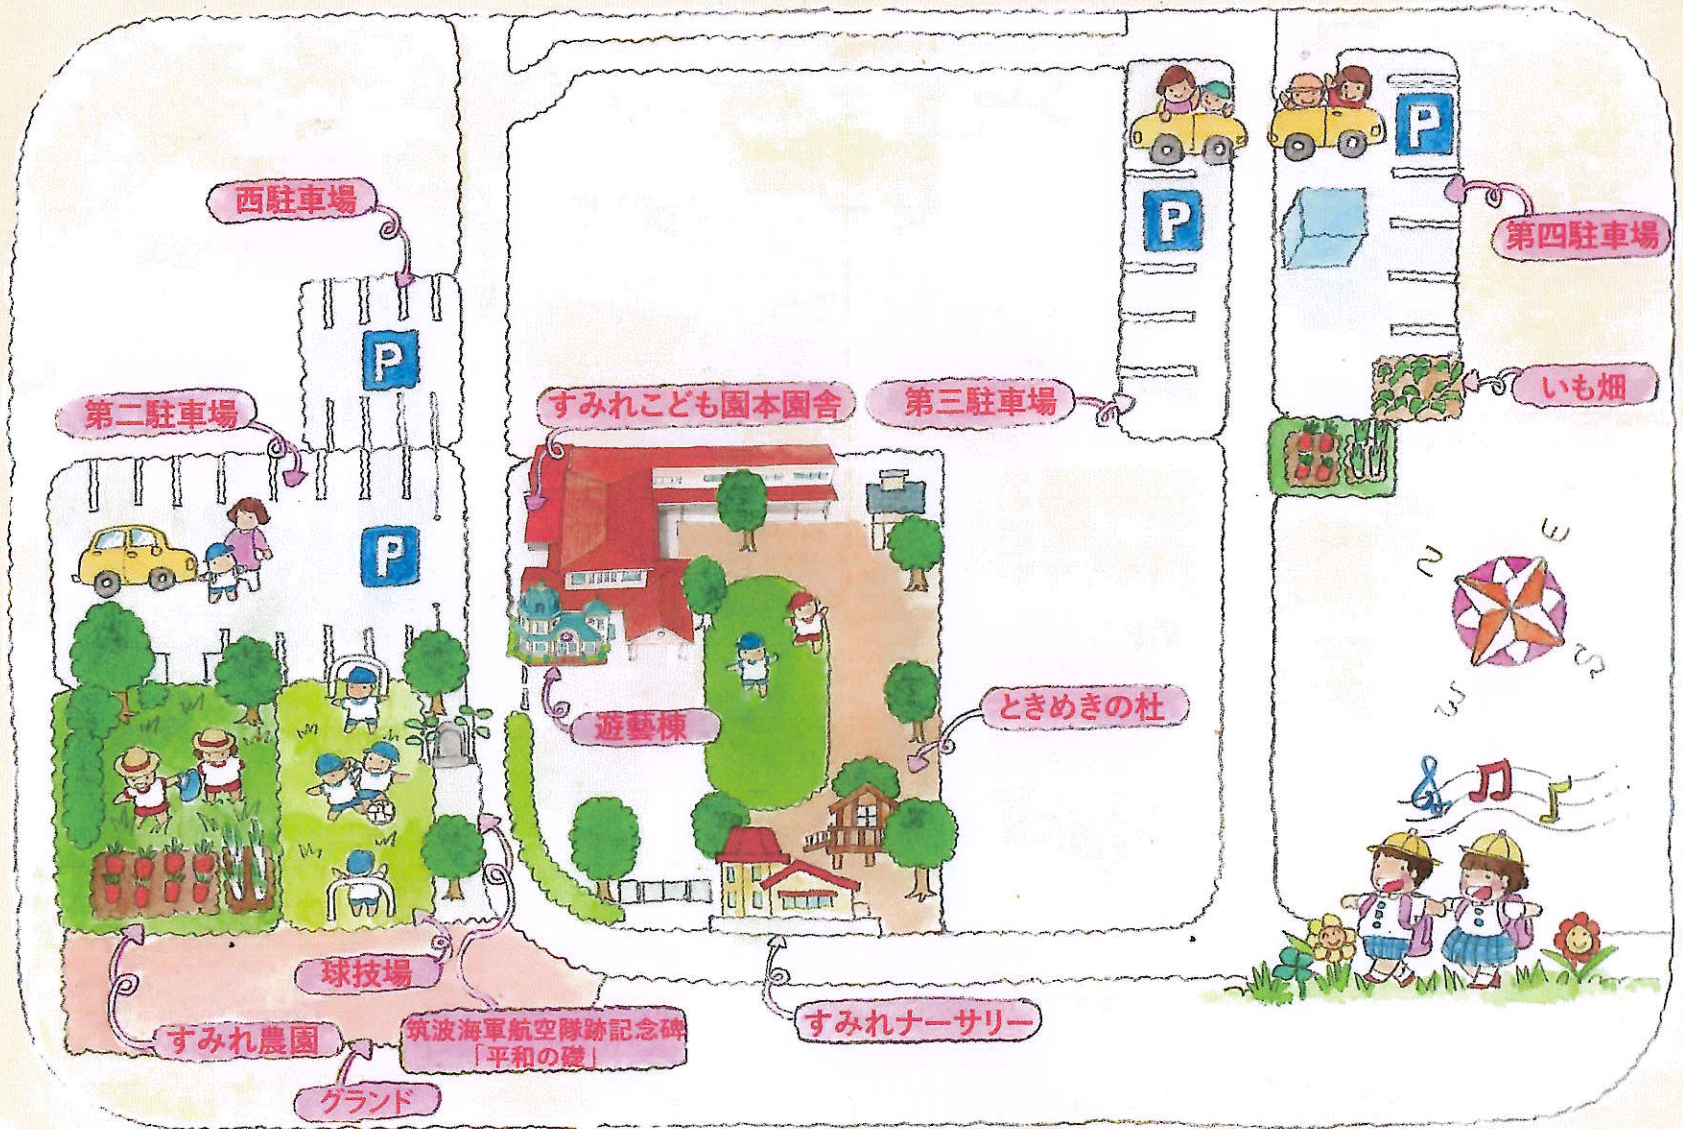 P
P
西駐車場
第四駐車場
P
第二駐車場
すみれこども園本園舎
第三駐車場
いも畑
P
N
E
S
W
遊藝棟
ときめきの杜
球技場
すみれ農園
筑波海軍航空隊跡記念碑
「平和の礎」
すみれナーサリー
グランド